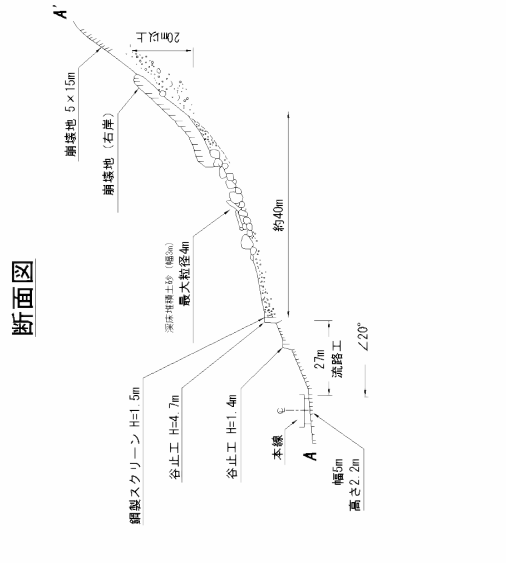 断面図
A'
崩壊地 5×15m
崩壊地 (右岸)
20m以上
渓床堆積土砂 (幅3m)
最大粒径4m
約40m
鋼製スクリーン H=1.5m
谷止工 H=4.7m
谷止工 H=1.4m
27m
流路工
∠20°
本線
A
幅5m
高さ2.2m